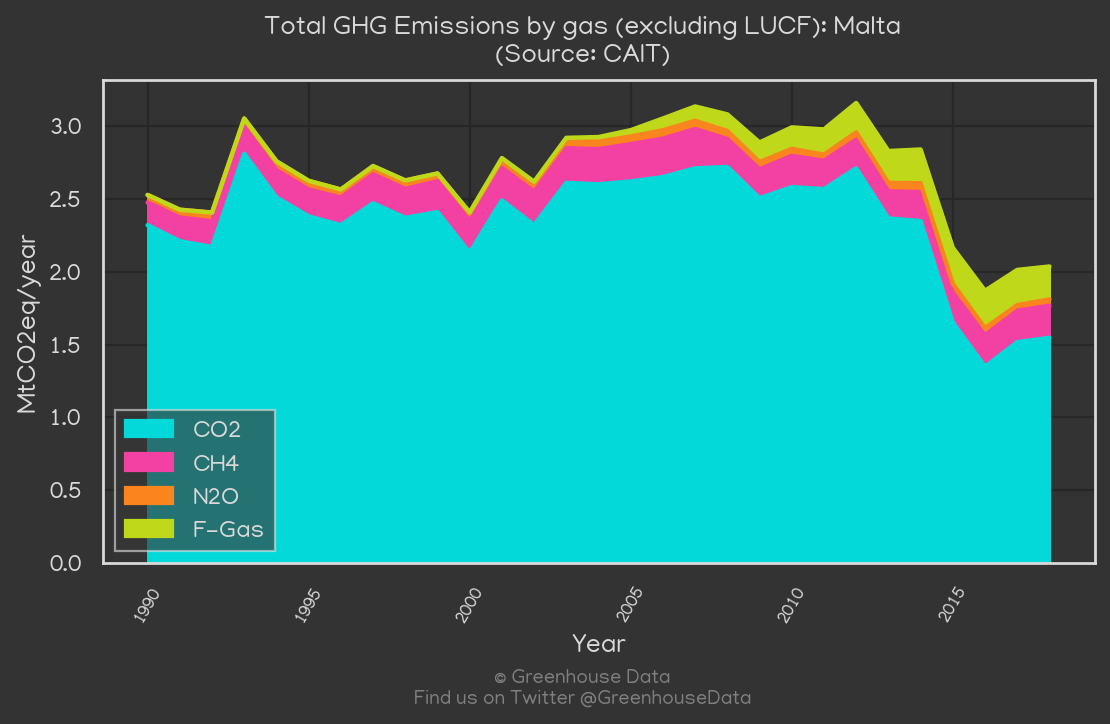 Total GHG Emissions by gas (excluding LUCF): Malta
(Source: CAIT)
MtCO2eq/year
3.0
2.5
2.0
1.5
1.0
0.5
0.0
CO2
CH4
N2O
F-Gas
1990
1995
2000
2005
2010
2015
Year
© Greenhouse Data
Find us on Twitter @GreenhouseData